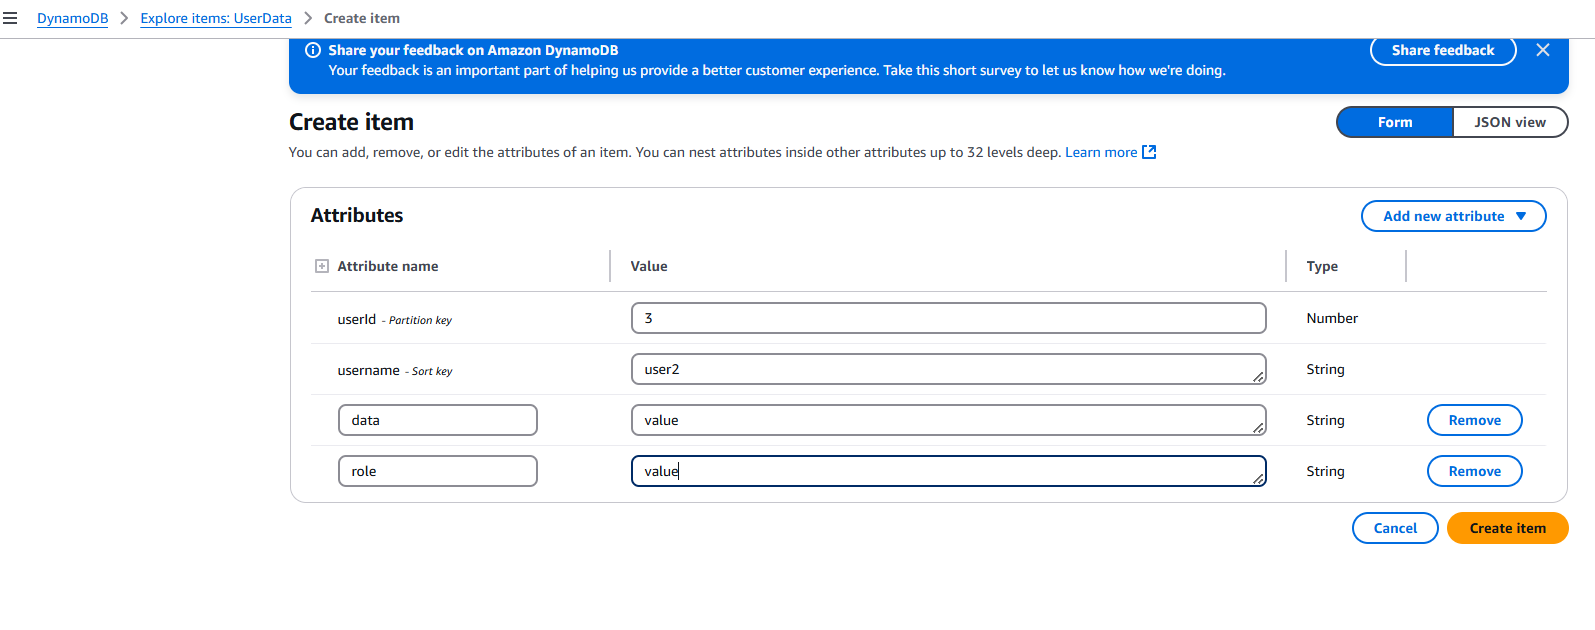 DynamoDB > Explore items: UserData > Create item
Share your feedback on Amazon DynamoDB
Your feedback is an important part of helping us provide a better customer experience. Take this short survey to let us know how we're doing.
Share feedback
Create item
Form
JSON view
You can add, remove, or edit the attributes of an item. You can nest attributes inside other attributes up to 32 levels deep. Learn more
Attributes
Add new attribute
Attribute name Value Type
userId - Partition key 3 Number
username - Sort key user2 String
data value String Remove
role value String Remove
Cancel Create item